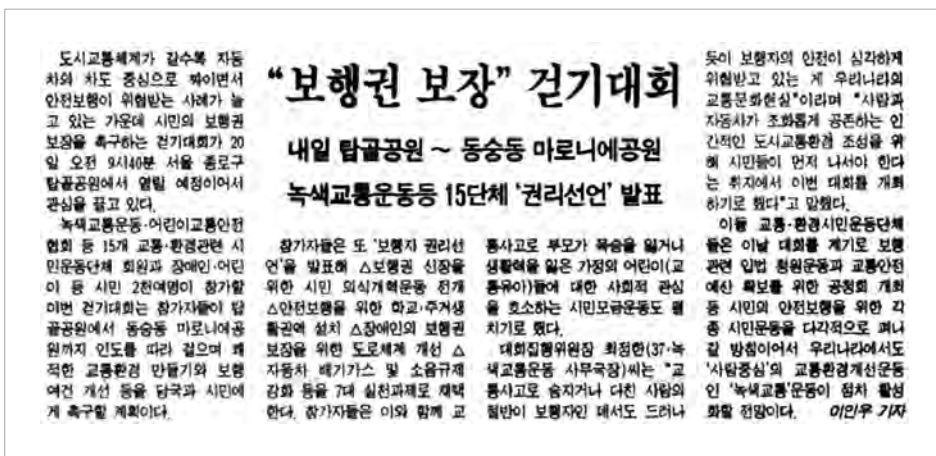 “보행권 보장” 걷기대회
내일 탑골공원 ~ 동숭동 마로니에공원
녹색교통운동등 15단체 ‘권리선언’ 발표
도시교통체계가 갈수록 자동
차의 차도 중심으로 짜이면서
안전보행이 위협받는 사례가 늘
고 있는 가운데 시민의 보행권
보장을 촉구하는 걷기대회가 20
일 오전 9시40분 서울 종로구
탑골공원에서 열릴 예정이어서
관심을 끌고 있다.
녹색교통운동·어린이교통안전
협회 등 15개 교통·환경관련 시
민운동단체 회원과 장애인·어린
이 등 시민 2천여명이 참가할
이번 걷기대회는 참가자들이 탑
골공원에서 동숭동 마로니에공
원까지 인도를 따라 걸으며 쾌
적한 교통환경 만들기와 보행
여건 개선 등을 당국과 시민에
게 촉구할 계획이다.
참가자들은 또 ‘보행자 권리선
언’을 발표해 △보행권 신장을
위한 시민 의식개혁운동 전개
△안전보행을 위한 학교·주거생
활권역 설치 △장애인의 보행권
보장을 위한 도로체계 개선 △
자동차 배기가스 및 소음규제
강화 등을 7대 실천과제로 채택
한다. 참가자들은 이와 함께 교
통사고로 부모가 목숨을 잃거나
생활력을 잃은 가정의 어린이(교
통유아)들에 대한 사회적 관심
을 호소하는 시민모금운동도 펼
치기로 했다.
대회집행위원장 최정한(37·녹
색교통운동 사무국장)씨는 “교
통사고로 숨지거나 다친 사람의
절반이 보행자인 데서도 드러나
듯이 보행자의 안전이 심각하게
위협받고 있는 게 우리나라의
교통문화현실”이라며 “사람과
자동차가 조화롭게 공존하는 인
간적인 도시교통환경 조성을 위
해 시민들이 먼저 나서야 한다
는 취지에서 이번 대회를 개최
하기로 했다”고 말했다.
이들 교통·환경시민운동단체
들은 이날 대회를 계기로 보행
관련 입법 청원운동과 교통안전
예산 확보를 위한 공청회 개최
등 시민의 안전보행을 위한 각
종 시민운동을 다각적으로 펴나
갈 방침이어서 우리나라에서도
‘사람중심’의 교통환경개선운동
인 ‘녹색교통’운동이 점차 활성
화할 전망이다. 이인우 기자